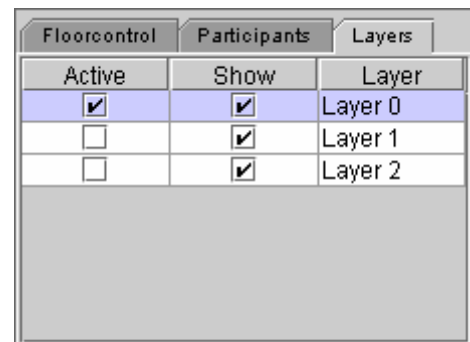 Floorcontrol Participants Layers
Active Show Layer
Layer 0
Layer 1
Layer 2